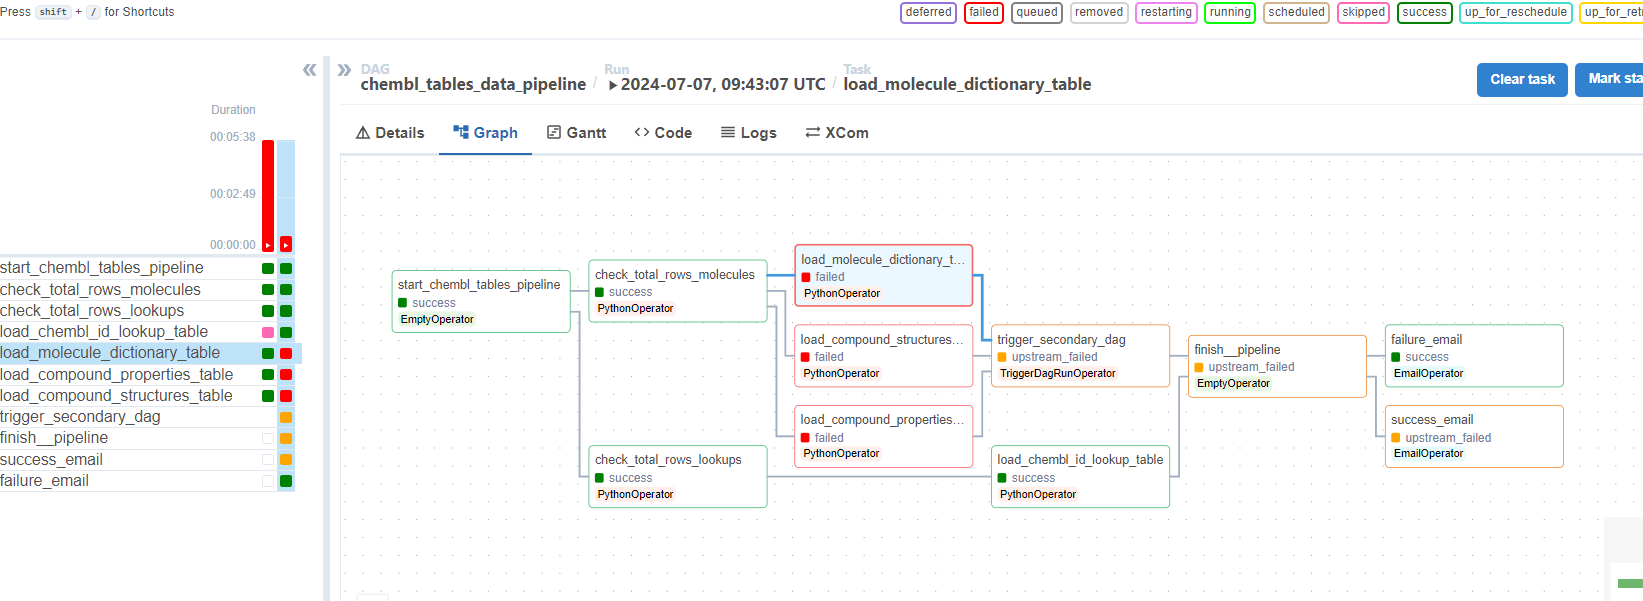 Press shift + / for Shortcuts
deferred failed queued removed restarting running scheduled skipped success up_for_reschedule up_for_ret
DAG
chembl_tables_data_pipeline
/
Run
2024-07-07, 09:43:07 UTC
/
Task
load_molecule_dictionary_table
Clear task
Mark sta
Details Graph Gantt Code Logs XCom
Duration
00:05:38
00:02:49
00:00:00
start_chembl_tables_pipeline
check_total_rows_molecules
check_total_rows_lookups
load_chembl_id_lookup_table
load_molecule_dictionary_table
load_compound_properties_table
load_compound_structures_table
trigger_secondary_dag
finish__pipeline
success_email
failure_email
start_chembl_tables_pipeline
success
EmptyOperator
check_total_rows_molecules
success
PythonOperator
check_total_rows_lookups
success
PythonOperator
load_molecule_dictionary_t...
failed
PythonOperator
load_compound_structures...
failed
PythonOperator
load_compound_properties...
failed
PythonOperator
trigger_secondary_dag
upstream_failed
TriggerDagRunOperator
load_chembl_id_lookup_table
success
PythonOperator
finish__pipeline
upstream_failed
EmptyOperator
failure_email
success
EmailOperator
success_email
upstream_failed
EmailOperator